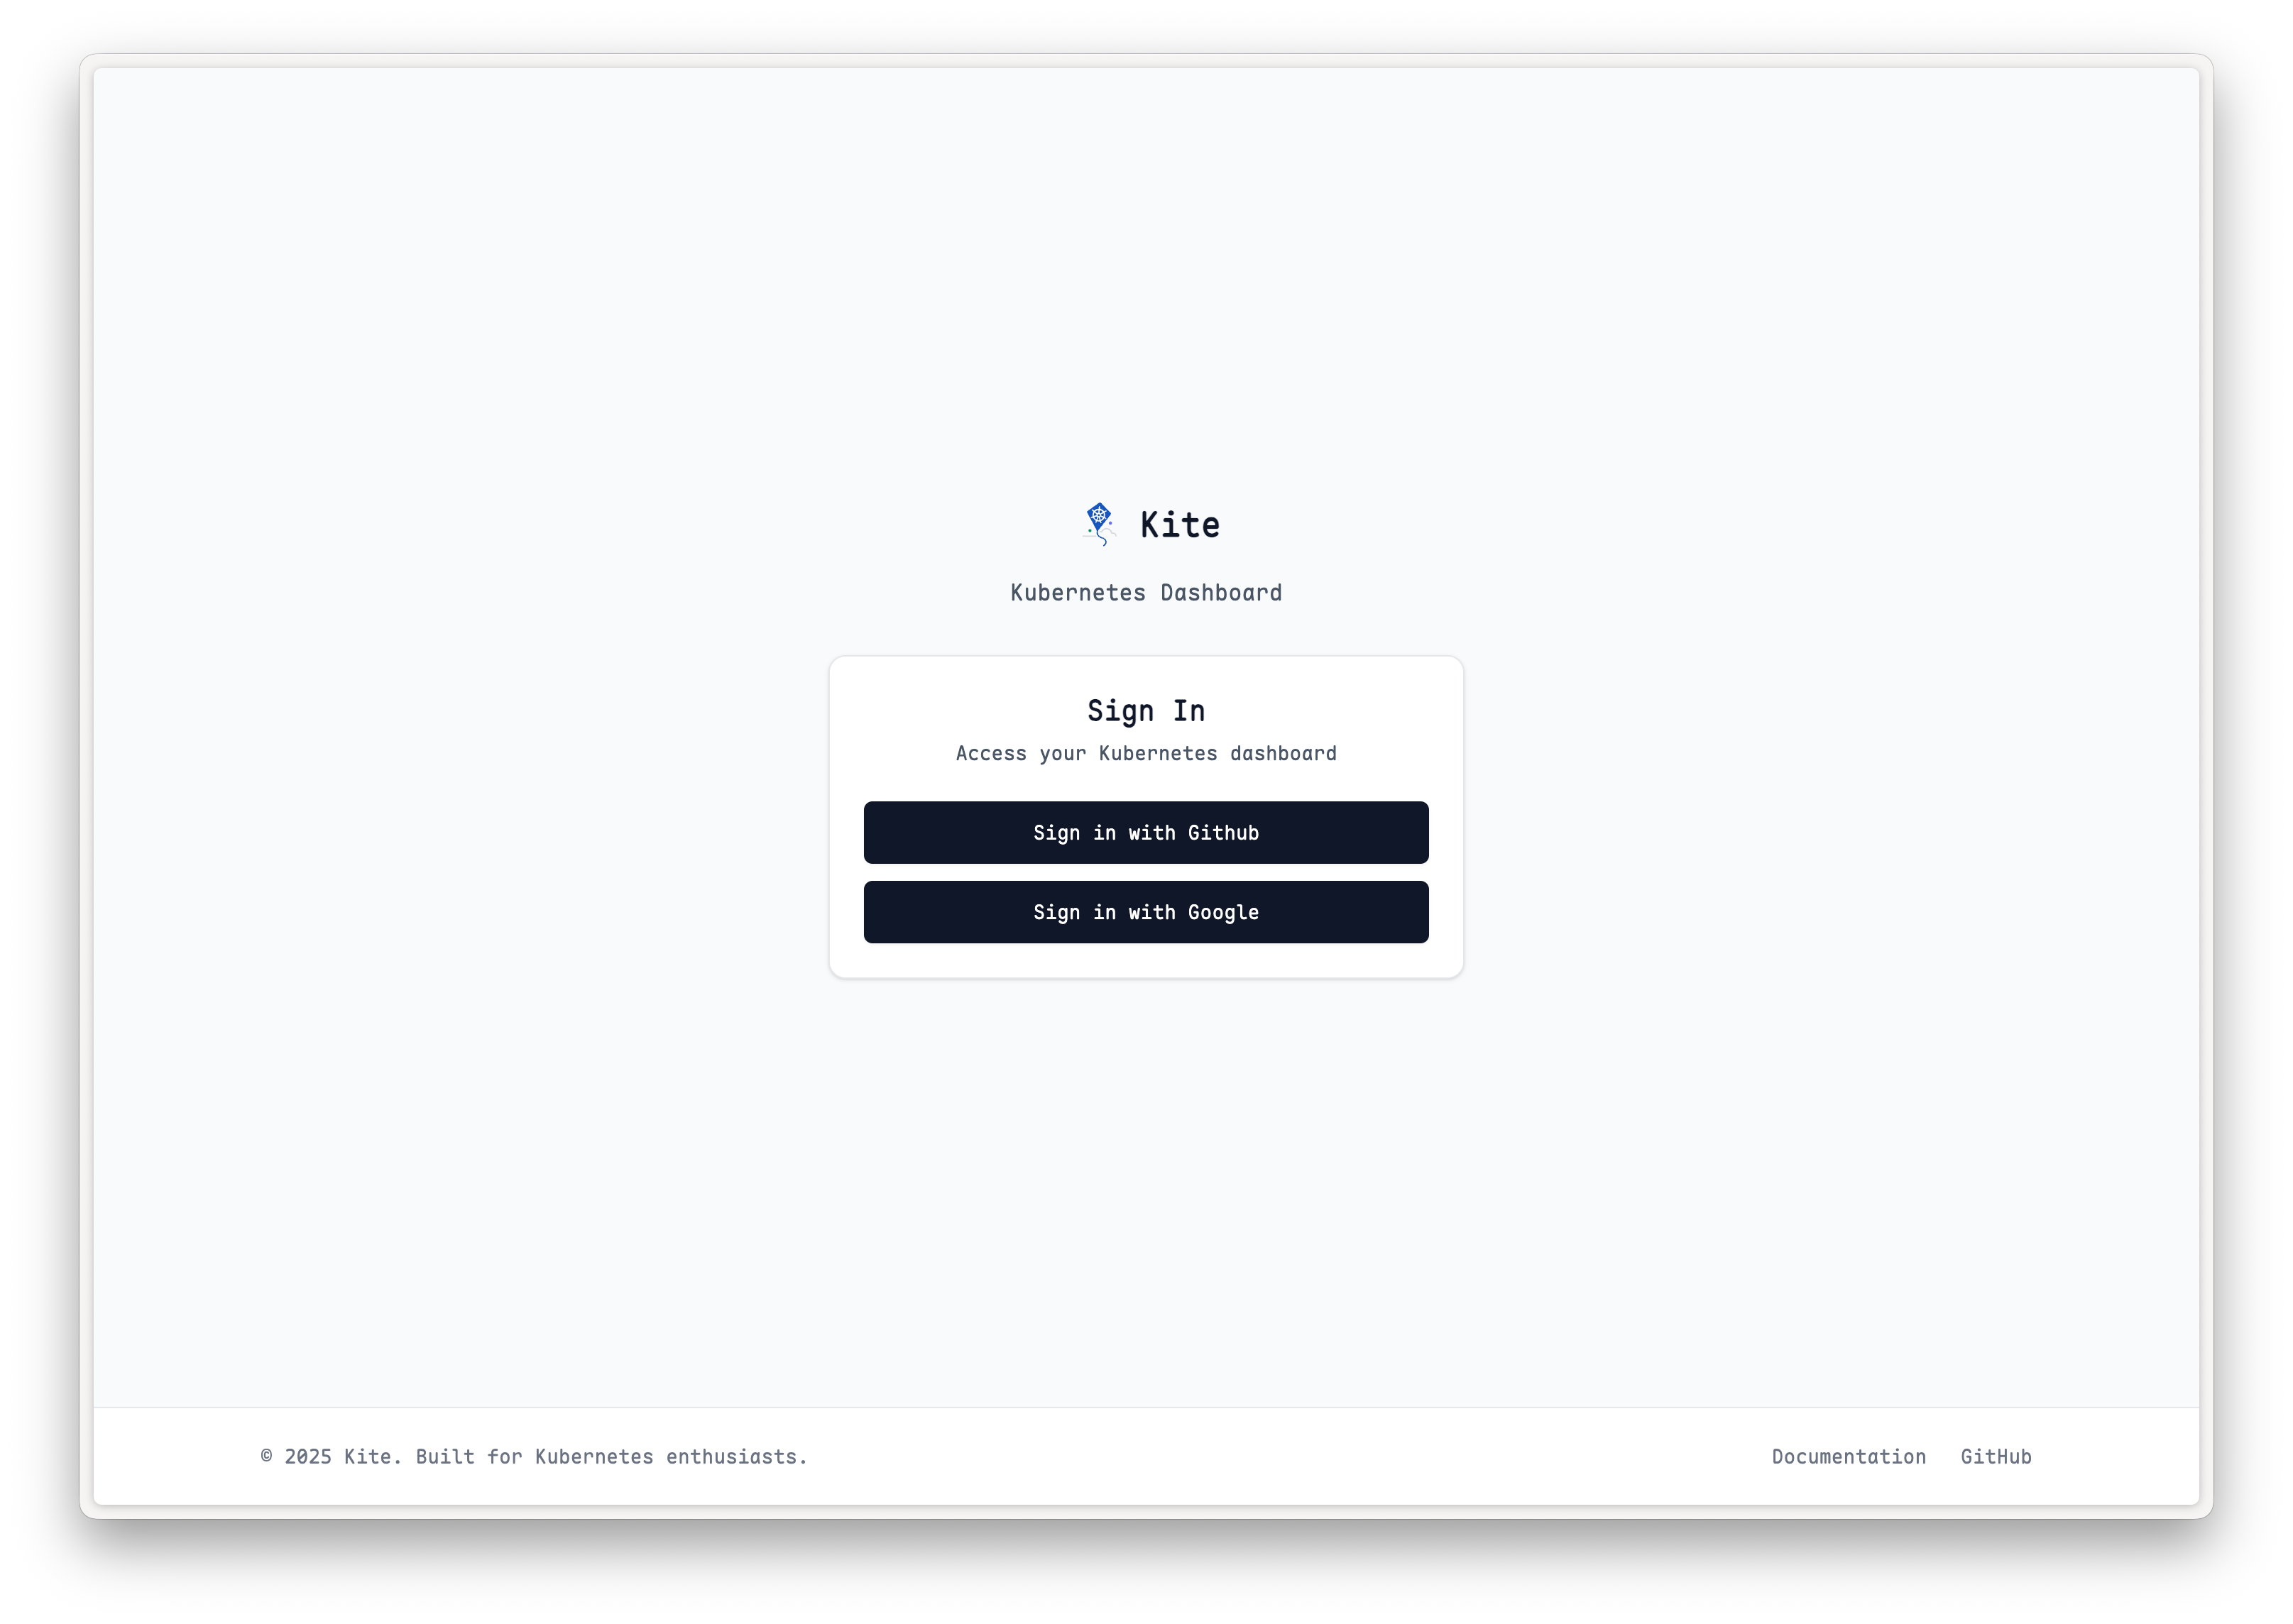 Kite
Kubernetes Dashboard
Sign In
Access your Kubernetes dashboard
Sign in with Github
Sign in with Google
© 2025 Kite. Built for Kubernetes enthusiasts.
Documentation GitHub